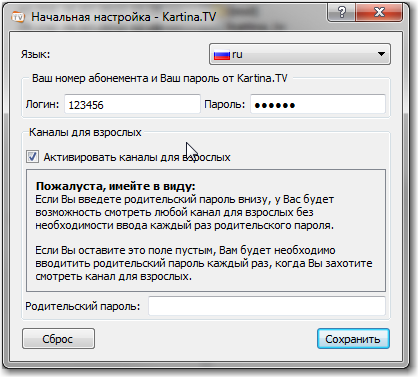 TV Начальная настройка - Kartina.TV
Язык: ru
Ваш номер абонемента и Ваш пароль от Kartina.TV
Логин: 123456 Пароль: ••••••
Каналы для взрослых
Активировать каналы для взрослых
Пожалуста, имейте в виду:
Если Вы введете родительский пароль внизу, у Вас будет
возможность смотреть любой канал для взрослых без
необходимости ввода каждый раз родительского пароля.
Если Вы оставите это поле пустым, Вам будет необходимо
вводитить родительский пароль каждый раз, когда Вы захотите
смотреть канал для взрослых.
Родительский пароль:
Сброс Сохранить